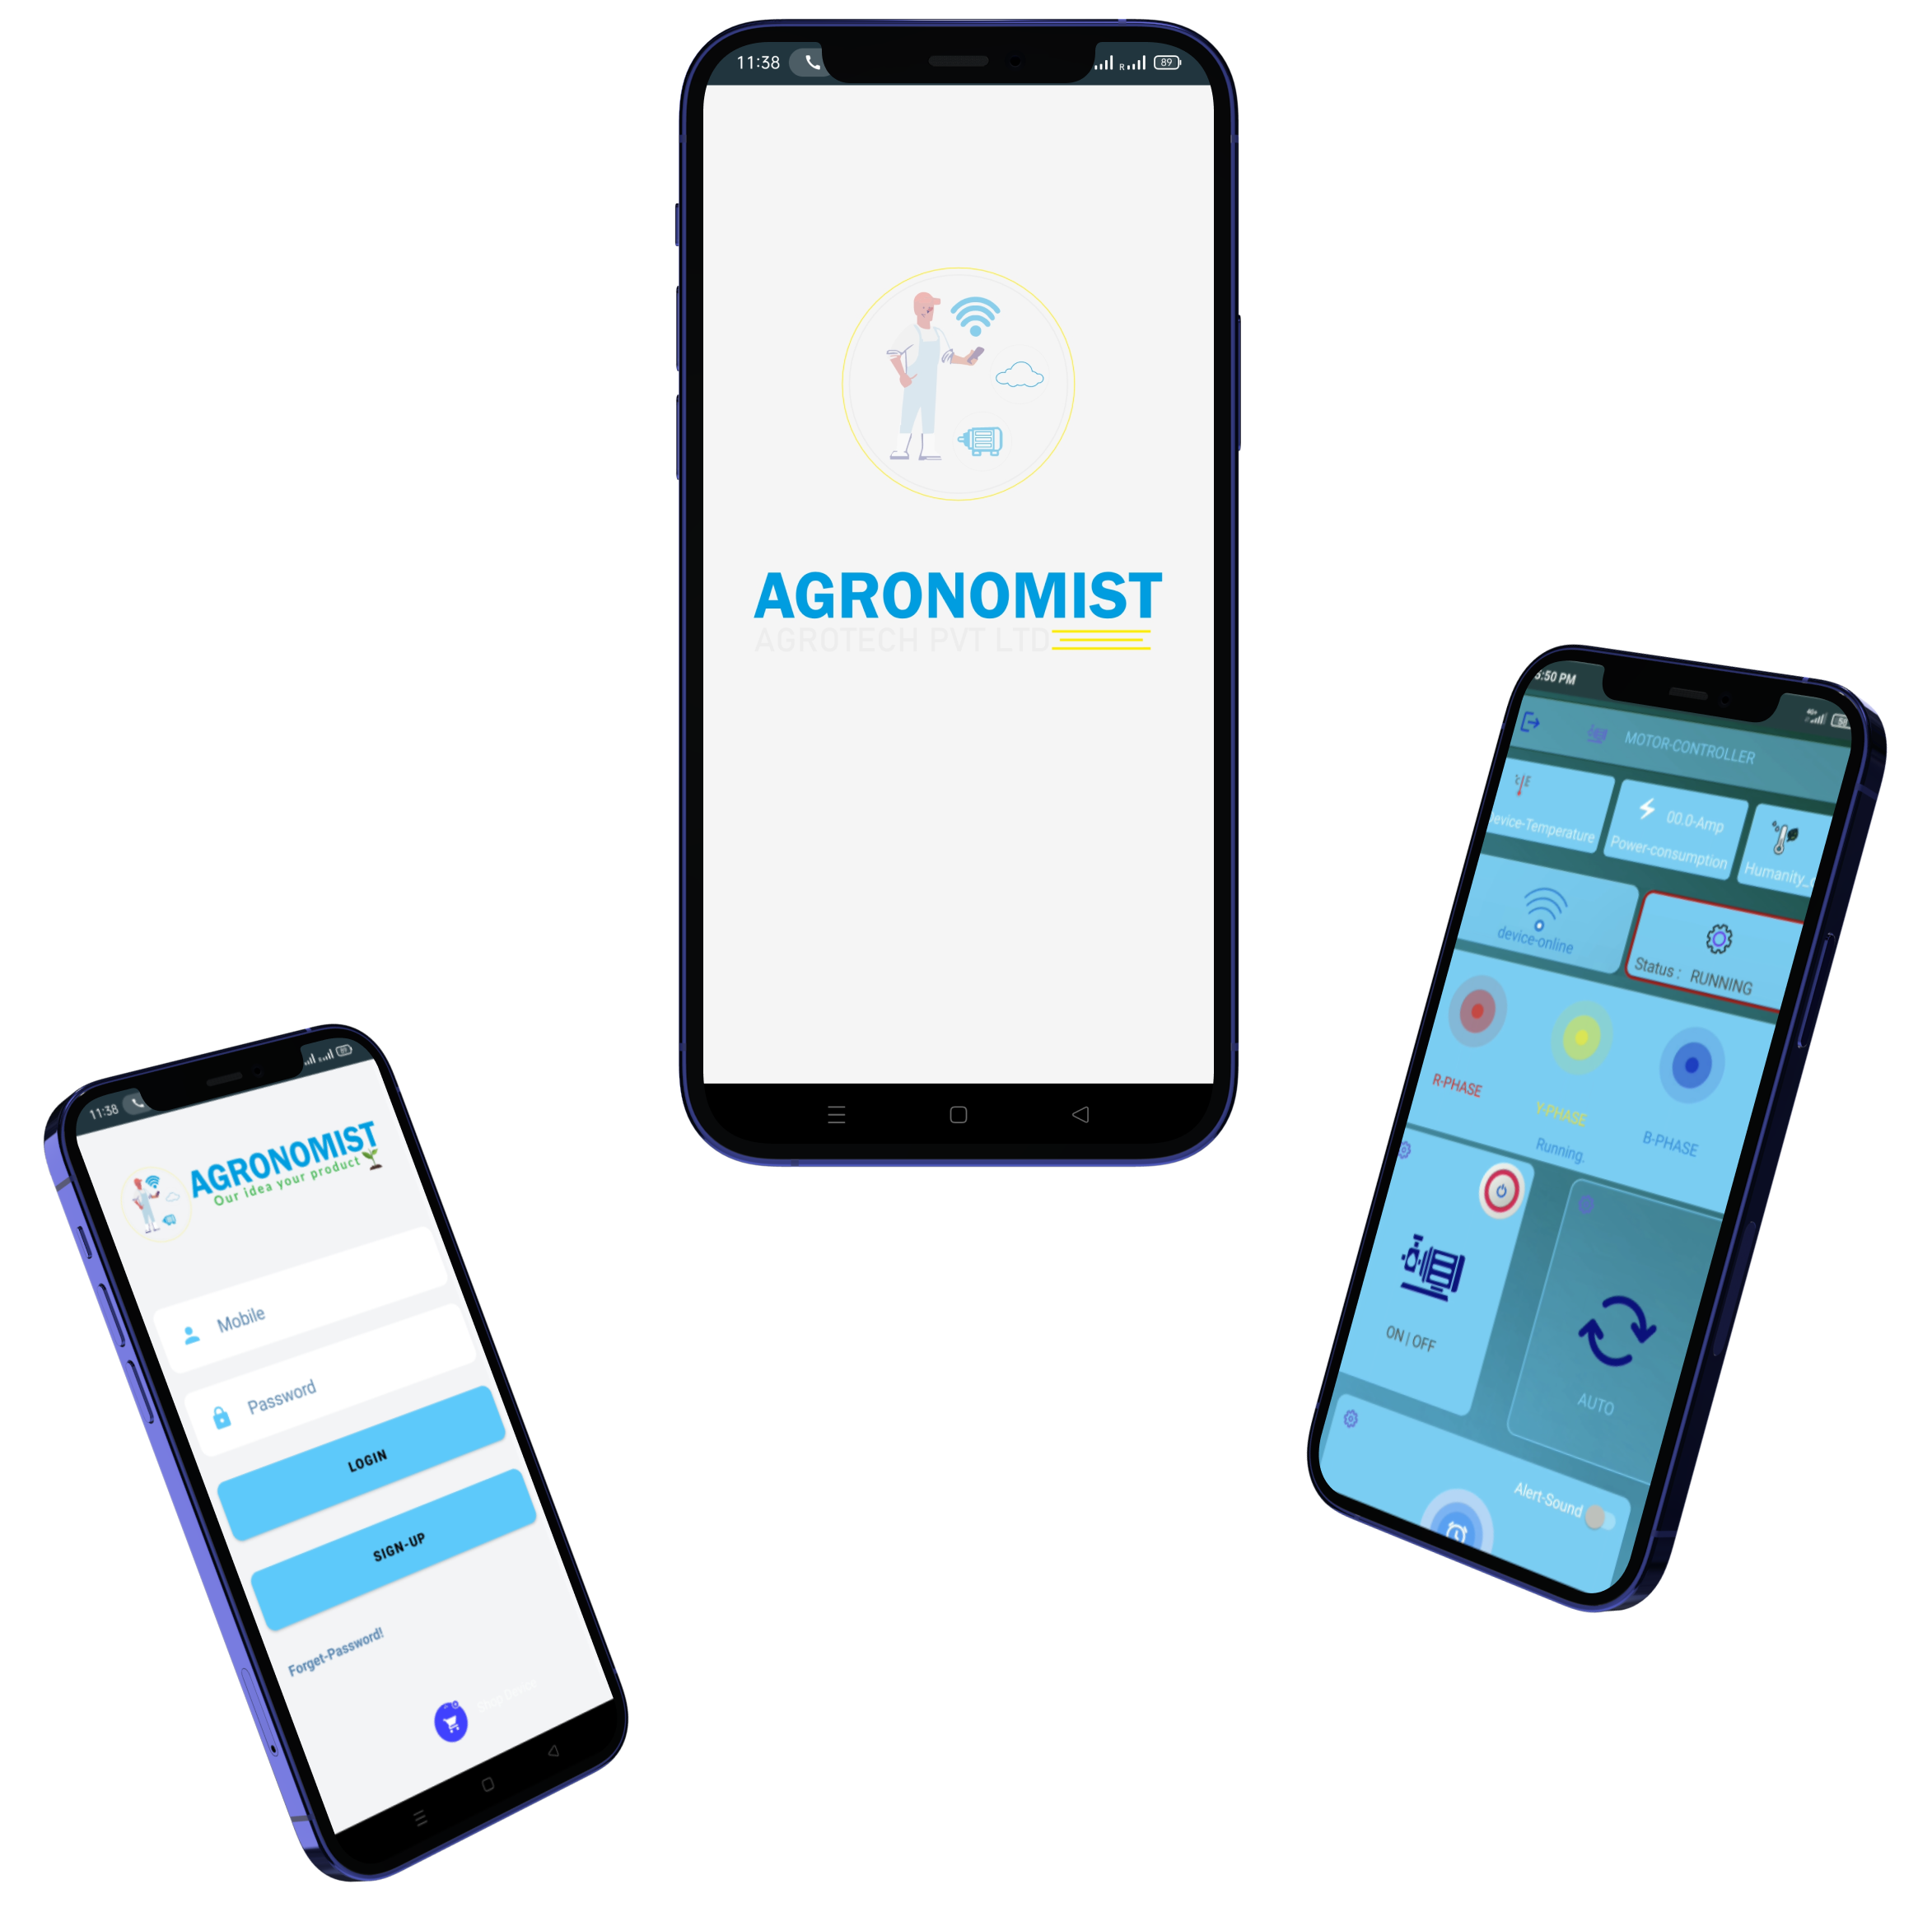 11:38
R
89
AGRONOMIST
AGROTECH PVT LTD
11:38
89
AGRONOMIST
Our idea your product
Mobile
Password
LOGIN
SIGN-UP
Forget-Password!
:50 PM
58
MOTOR-CONTROLLER
00.0-Amp
evice-Temperature
Power-consumption
Humanity_
device-online
Status : RUNNING
R-PHASE
Y-PHASE
B-PHASE
Running.
ON | OFF
AUTO
Alert-Sound